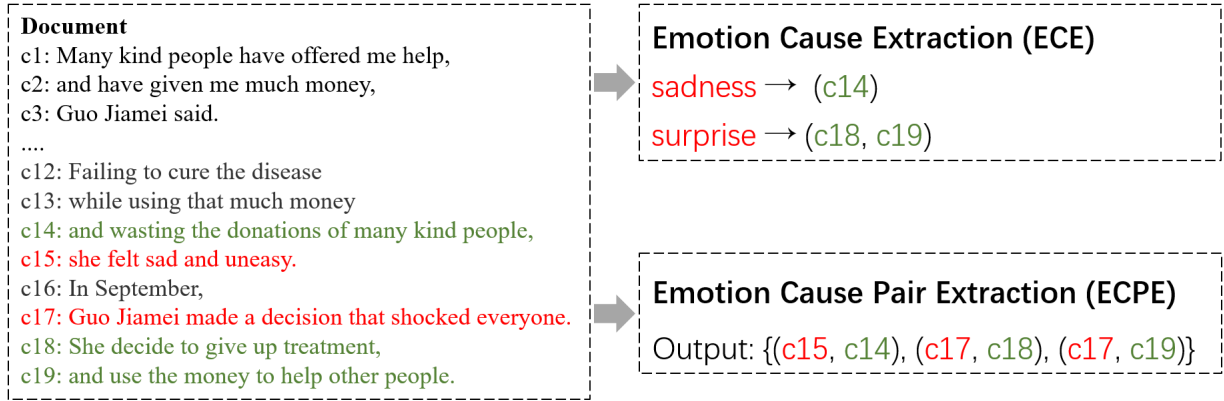 Document
c1: Many kind people have offered me help,
c2: and have given me much money,
c3: Guo Jiamei said.
....
c12: Failing to cure the disease
c13: while using that much money
c14: and wasting the donations of many kind people,
c15: she felt sad and uneasy.
c16: In September,
c17: Guo Jiamei made a decision that shocked everyone.
c18: She decide to give up treatment,
c19: and use the money to help other people.
Emotion Cause Extraction (ECE)
sadness → (c14)
surprise → (c18, c19)
Emotion Cause Pair Extraction (ECPE)
Output: {(c15, c14), (c17, c18), (c17, c19)}